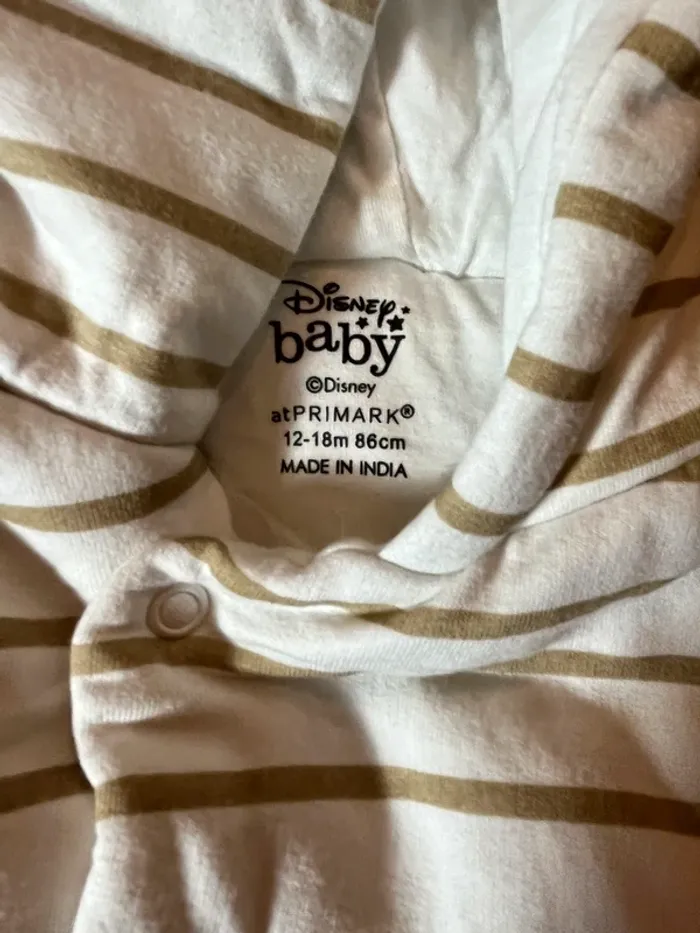 Disney
baby
©Disney
atPRIMARK®
12-18m 86cm
MADE IN INDIA